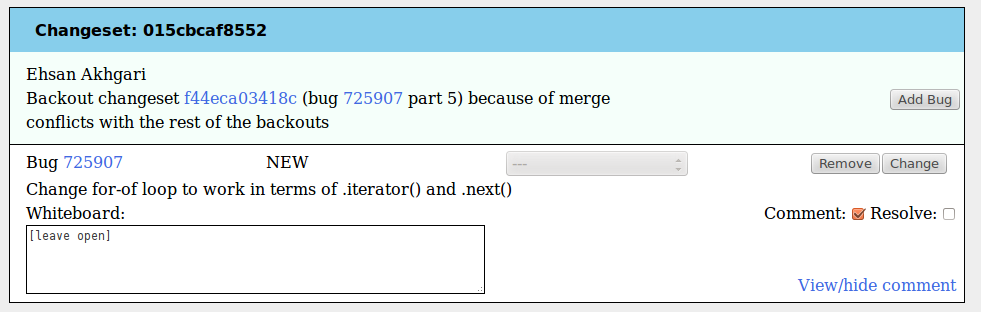 Changeset: 015cbcaf8552
Ehsan Akhgari
Backout changeset f44eca03418c (bug 725907 part 5) because of merge
conflicts with the rest of the backouts
Add Bug
Bug 725907 NEW --- Remove Change
Change for-of loop to work in terms of .iterator() and .next()
Whiteboard: Comment: Resolve:
[leave open]
View/hide comment